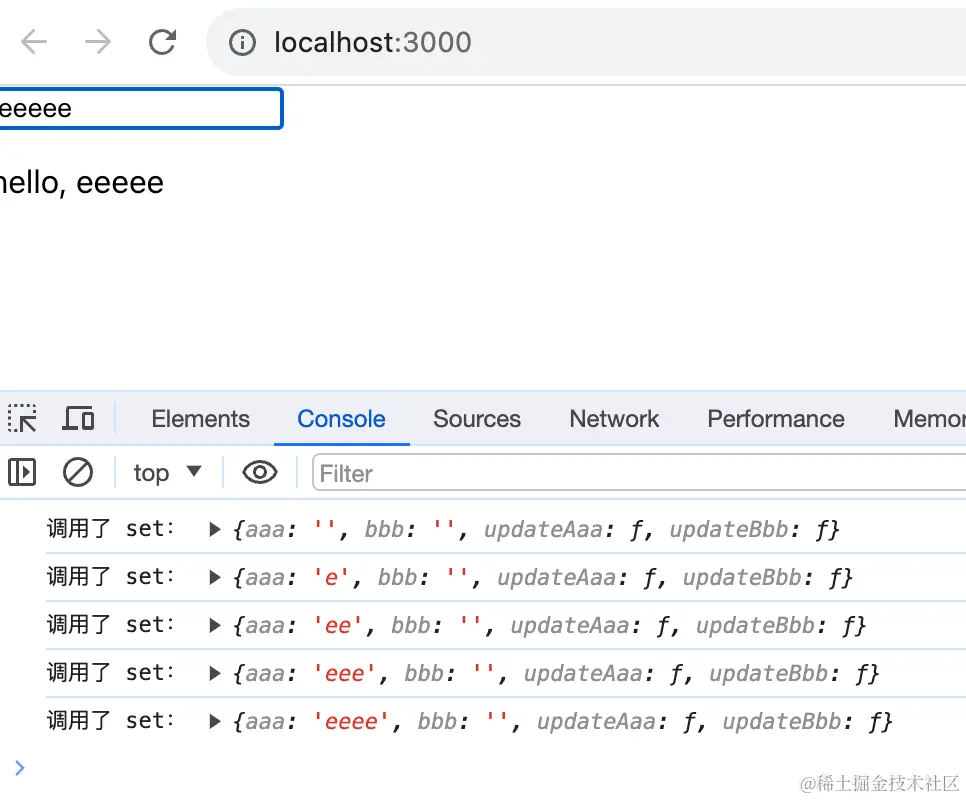 localhost:3000
eeeee
hello, eeeee
Elements Console Sources Network Performance Memor
top Filter
调用了 set: {aaa: '', bbb: '', updateAaa: f, updateBbb: f}
调用了 set: {aaa: 'e', bbb: '', updateAaa: f, updateBbb: f}
调用了 set: {aaa: 'ee', bbb: '', updateAaa: f, updateBbb: f}
调用了 set: {aaa: 'eee', bbb: '', updateAaa: f, updateBbb: f}
调用了 set: {aaa: 'eeee', bbb: '', updateAaa: f, updateBbb: f}
@稀土掘金技术社区